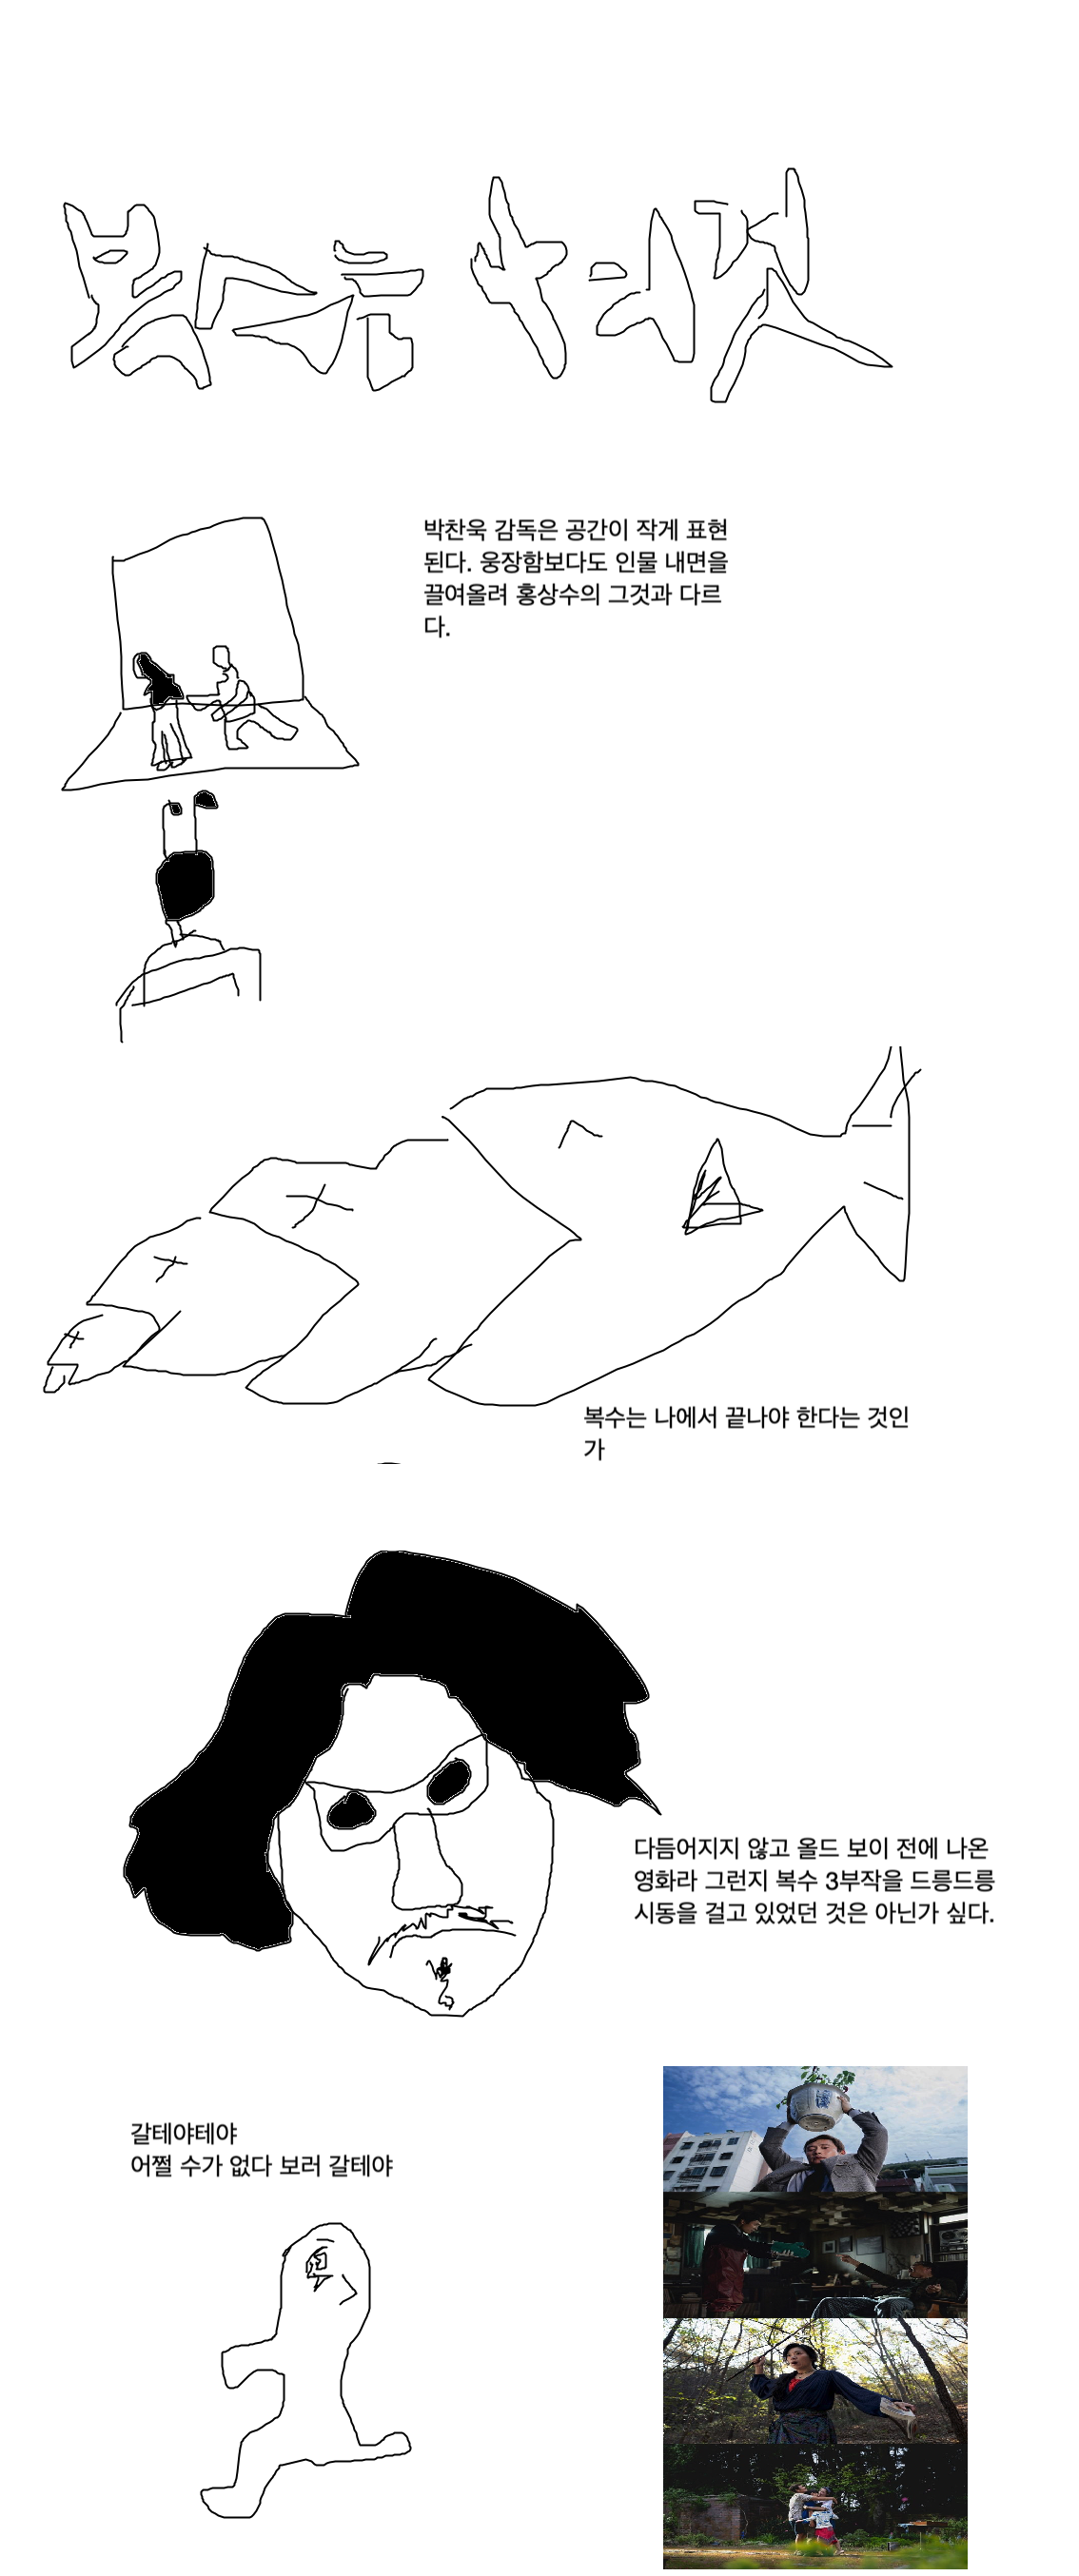 복수는 나의 것
박찬욱 감독은 공간이 작게 표현
된다. 웅장함보다도 인물 내면을
끌여올려 홍상수의 그것과 다르
다.
복수는 나에서 끝나야 한다는 것인
가
다듬어지지 않고 올드 보이 전에 나온
영화라 그런지 복수 3부작을 드릉드릉
시동을 걸고 있었던 것은 아닌가 싶다.
갈테야테야
어쩔 수가 없다 보러 갈테야